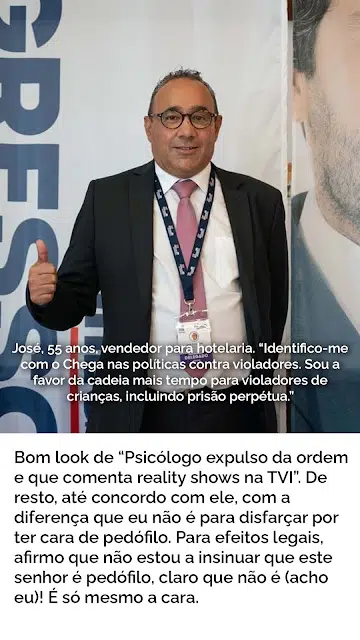 GRESSO
DELEGADO
José, 55 anos, vendedor para hotelaria. “Identifico-me
com o Chega nas políticas contra violadores. Sou a
favor da cadeia mais tempo para violadores de
crianças, incluindo prisão perpétua.”
Bom look de “Psicólogo expulso da ordem
e que comenta reality shows na TVI”. De
resto, até concordo com ele, com a
diferença que eu não é para disfarçar por
ter cara de pedófilo. Para efeitos legais,
afirmo que não estou a insinuar que este
senhor é pedófilo, claro que não é (acho
eu)! É só mesmo a cara.